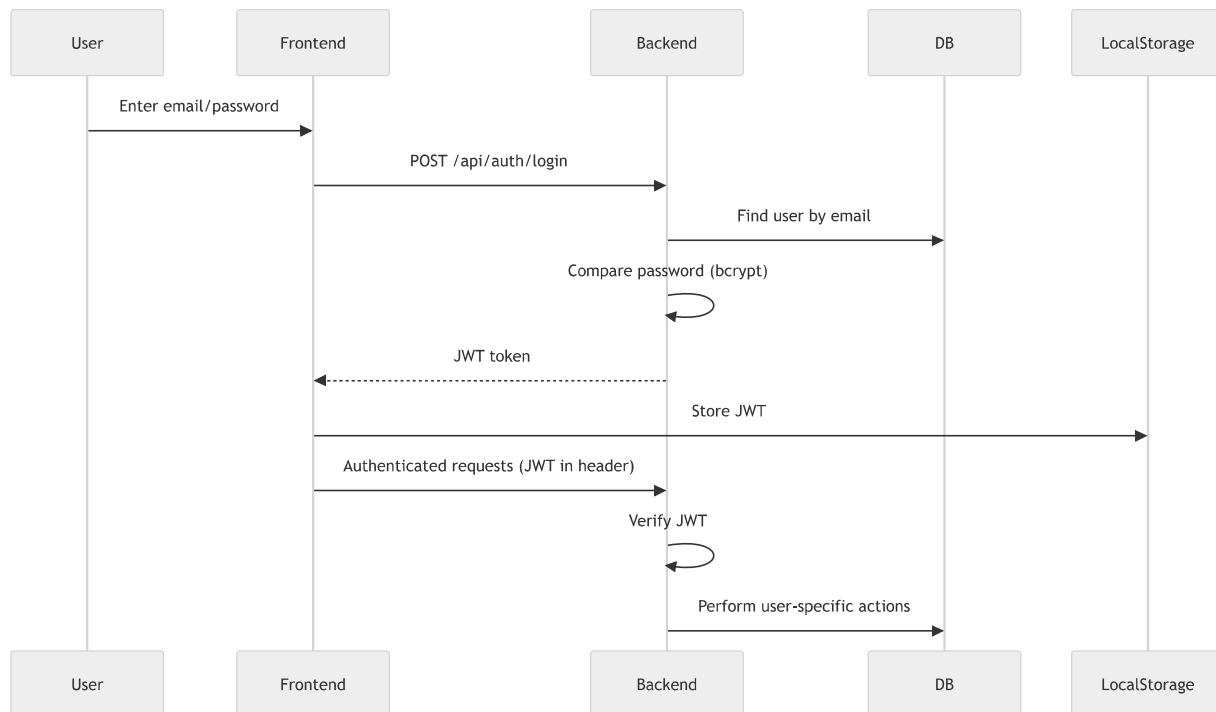 User Frontend Backend DB LocalStorage
Enter email/password
POST /api/auth/login
Find user by email
Compare password (bcrypt)
JWT token
Store JWT
Authenticated requests (JWT in header)
Verify JWT
Perform user-specific actions
User Frontend Backend DB LocalStorage